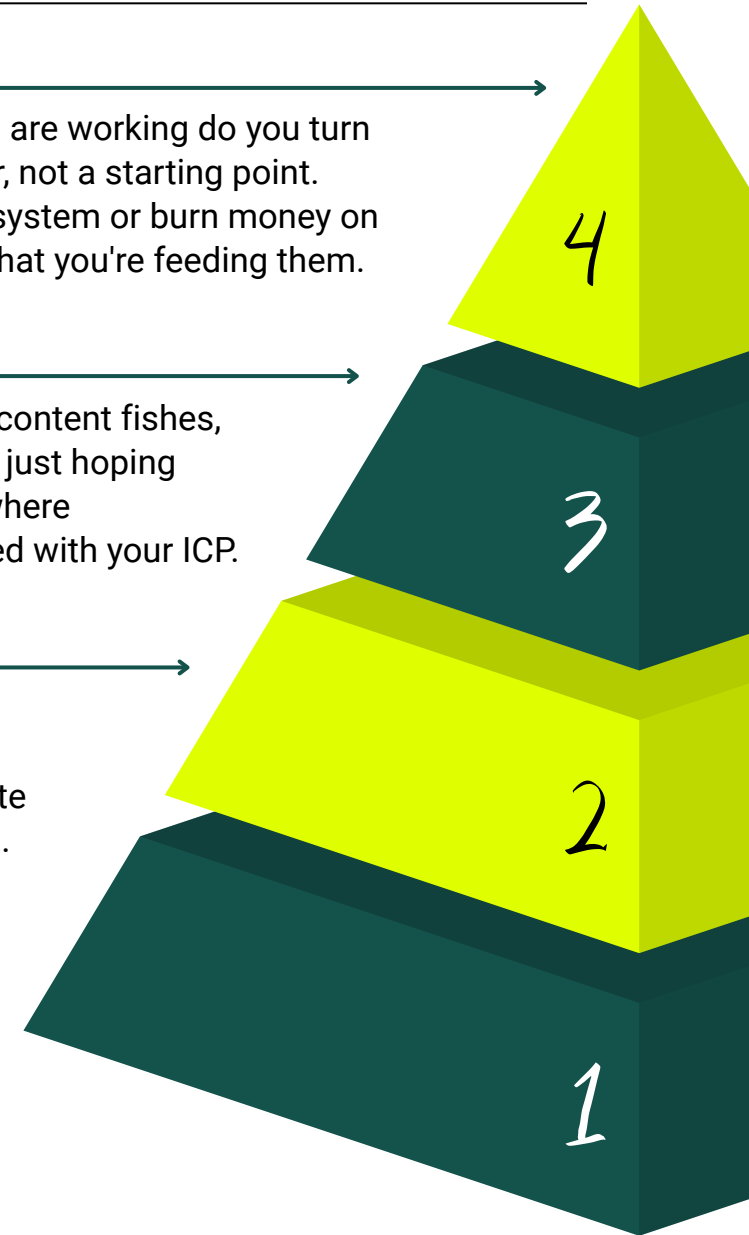 are working do you turn
, not a starting point.
system or burn money on
hat you're feeding them.
4
content fishes,
just hoping
where
ed with your ICP.
3
te
.
2
1